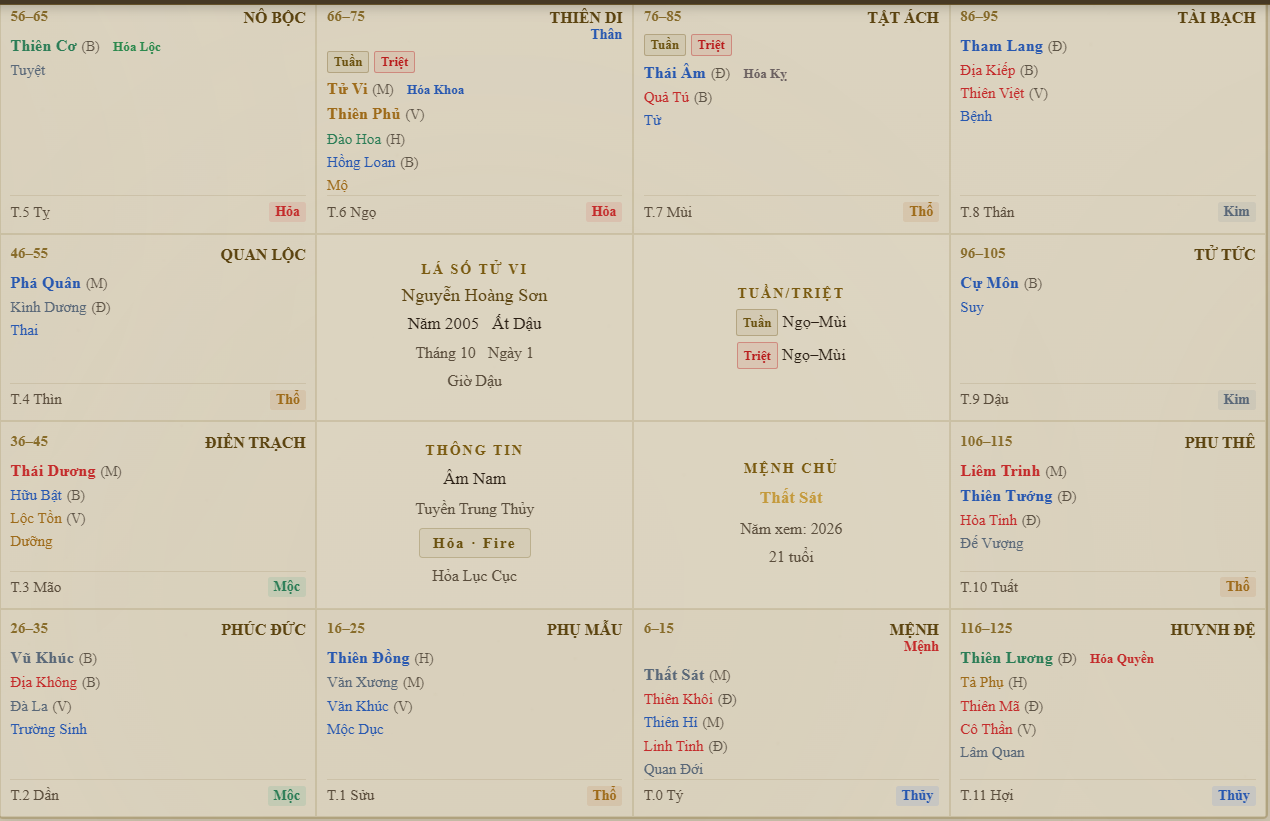 56–65 NÔ BỘC
Thiên Cơ (B) Hóa Lộc
Tuyệt
T.5 Tỵ Hỏa
66–75 THIÊN DI
Thân
Tuần Triệt
Tử Vi (M) Hóa Khoa
Thiên Phủ (V)
Đào Hoa (H)
Hồng Loan (B)
Mộ
T.6 Ngọ Hỏa
76–85 TẬT ÁCH
Tuần Triệt
Thái Âm (Đ) Hóa Kỵ
Quả Tú (B)
Tử
T.7 Mùi Thổ
86–95 TÀI BẠCH
Tham Lang (Đ)
Địa Kiếp (B)
Thiên Việt (V)
Bệnh
T.8 Thân Kim
46–55 QUAN LỘC
Phá Quân (M)
Kình Dương (Đ)
Thai
T.4 Thìn Thổ
LÁ SỐ TỬ VI
Nguyễn Hoàng Sơn
Năm 2005 Ất Dậu
Tháng 10 Ngày 1
Giờ Dậu
TUẦN/TRIỆT
Tuần Ngọ–Mùi
Triệt Ngọ–Mùi
96–105 TỬ TỨC
Cự Môn (B)
Suy
T.9 Dậu Kim
36–45 ĐIỀN TRẠCH
Thái Dương (M)
Hữu Bật (B)
Lộc Tồn (V)
Dưỡng
T.3 Mão Mộc
THÔNG TIN
Âm Nam
Tuyền Trung Thủy
Hỏa · Fire
Hỏa Lục Cục
MỆNH CHỦ
Thất Sát
Năm xem: 2026
21 tuổi
106–115 PHU THÊ
Liêm Trinh (M)
Thiên Tướng (Đ)
Hỏa Tinh (Đ)
Đế Vượng
T.10 Tuất Thổ
26–35 PHÚC ĐỨC
Vũ Khúc (B)
Địa Không (B)
Đà La (V)
Trường Sinh
T.2 Dần Mộc
16–25 PHỤ MẪU
Thiên Đồng (H)
Văn Xương (M)
Văn Khúc (V)
Mộc Dục
T.1 Sửu Thổ
6–15 MỆNH
Mệnh
Thất Sát (M)
Thiên Khôi (Đ)
Thiên Hỉ (M)
Linh Tinh (Đ)
Quan Đới
T.0 Tý Thủy
116–125 HUYNH ĐỆ
Thiên Lương (Đ) Hóa Quyền
Tả Phụ (H)
Thiên Mã (Đ)
Cô Thần (V)
Lâm Quan
T.11 Hợi Thủy